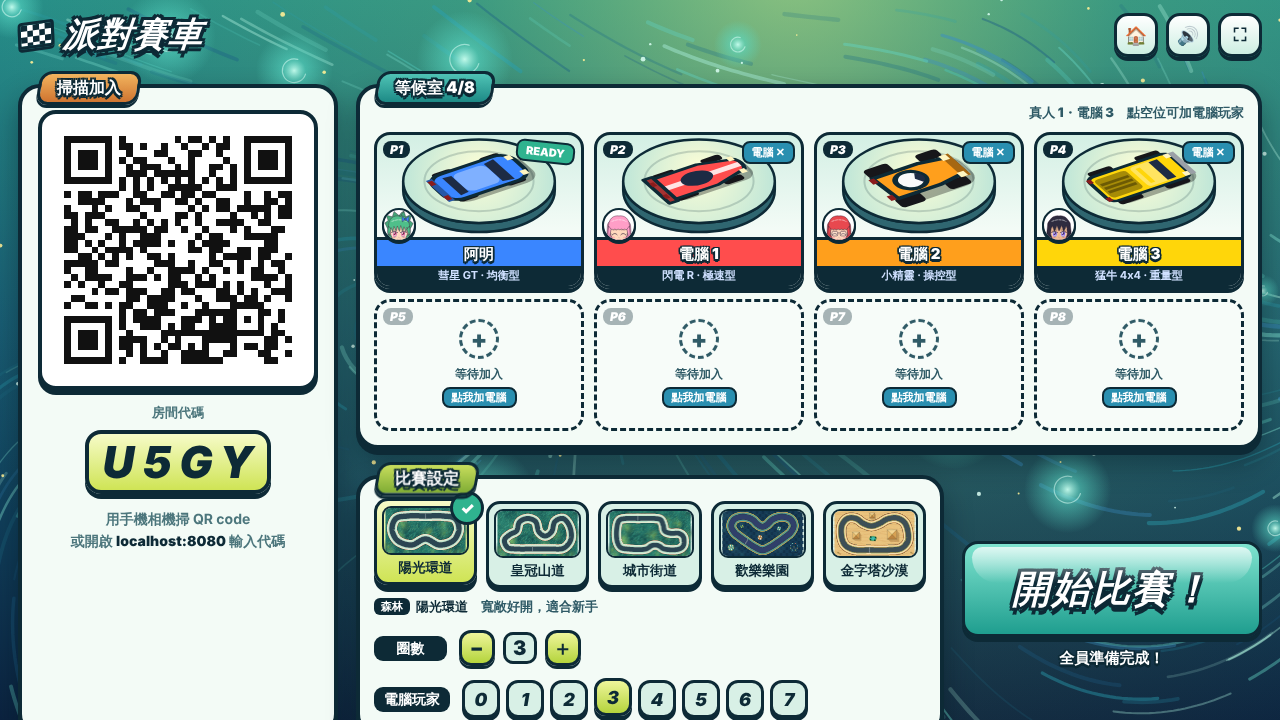 派對賽車
掃描加入
房間代碼
U5GY
用手機相機掃 QR code
或開啟 localhost:8080 輸入代碼
等候室 4/8
真人 1 · 電腦 3 點空位可加電腦玩家
P1
READY
阿明
彗星 GT · 均衡型
P2
電腦 ×
電腦 1
閃電 R · 極速型
P3
電腦 ×
電腦 2
小精靈 · 操控型
P4
電腦 ×
電腦 3
猛牛 4x4 · 重量型
P5
+
等待加入
點我加電腦
P6
+
等待加入
點我加電腦
P7
+
等待加入
點我加電腦
P8
+
等待加入
點我加電腦
比賽設定
陽光環道
皇冠山道
城市街道
歡樂樂園
金字塔沙漠
森林 陽光環道 寬敞好開，適合新手
圈數 − 3 +
電腦玩家 0 1 2 3 4 5 6 7
開始比賽！
全員準備完成！